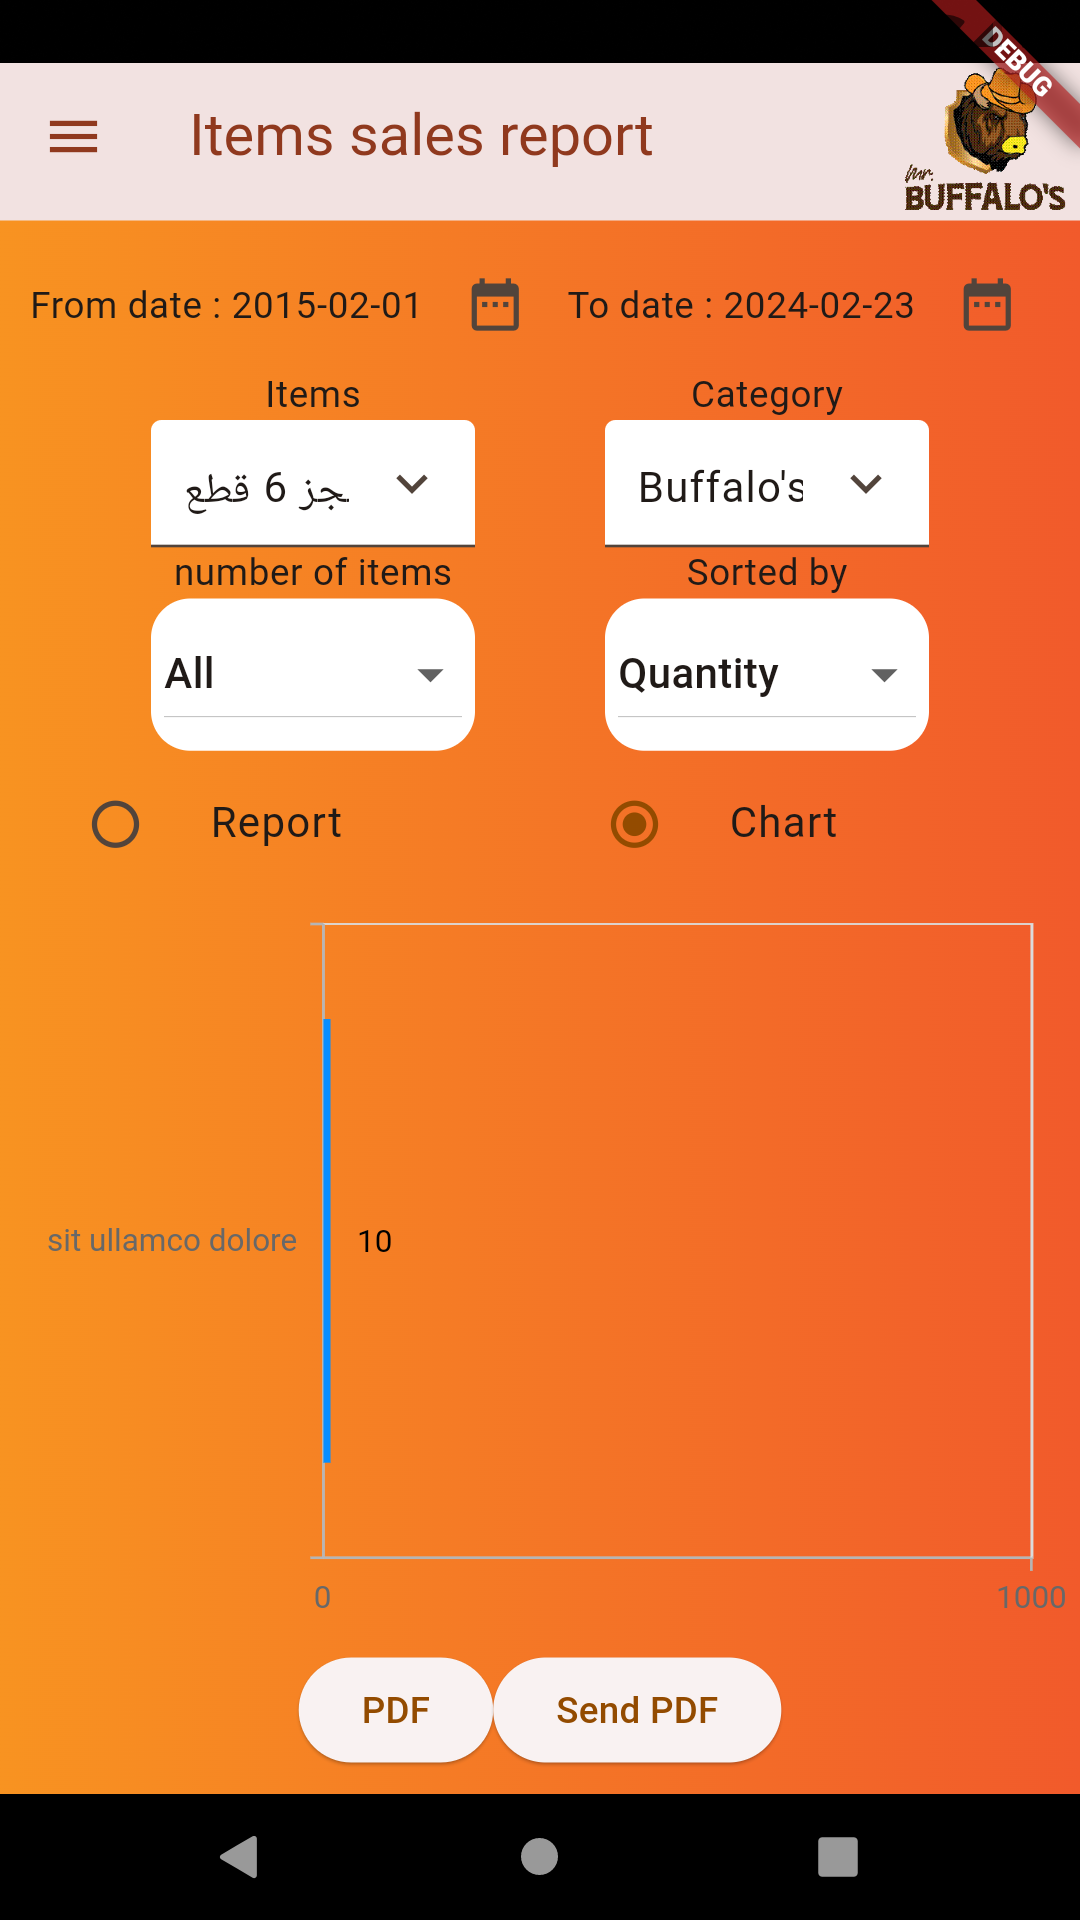 DEBUG
Items sales report
Mr.
BUFFALO'S
From date : 2015-02-01
To date : 2024-02-23
Items
Category
جز 6 قطع
Buffalo's
number of items
Sorted by
All
Quantity
Report
Chart
sit ullamco dolore
10
0
1000
PDF
Send PDF